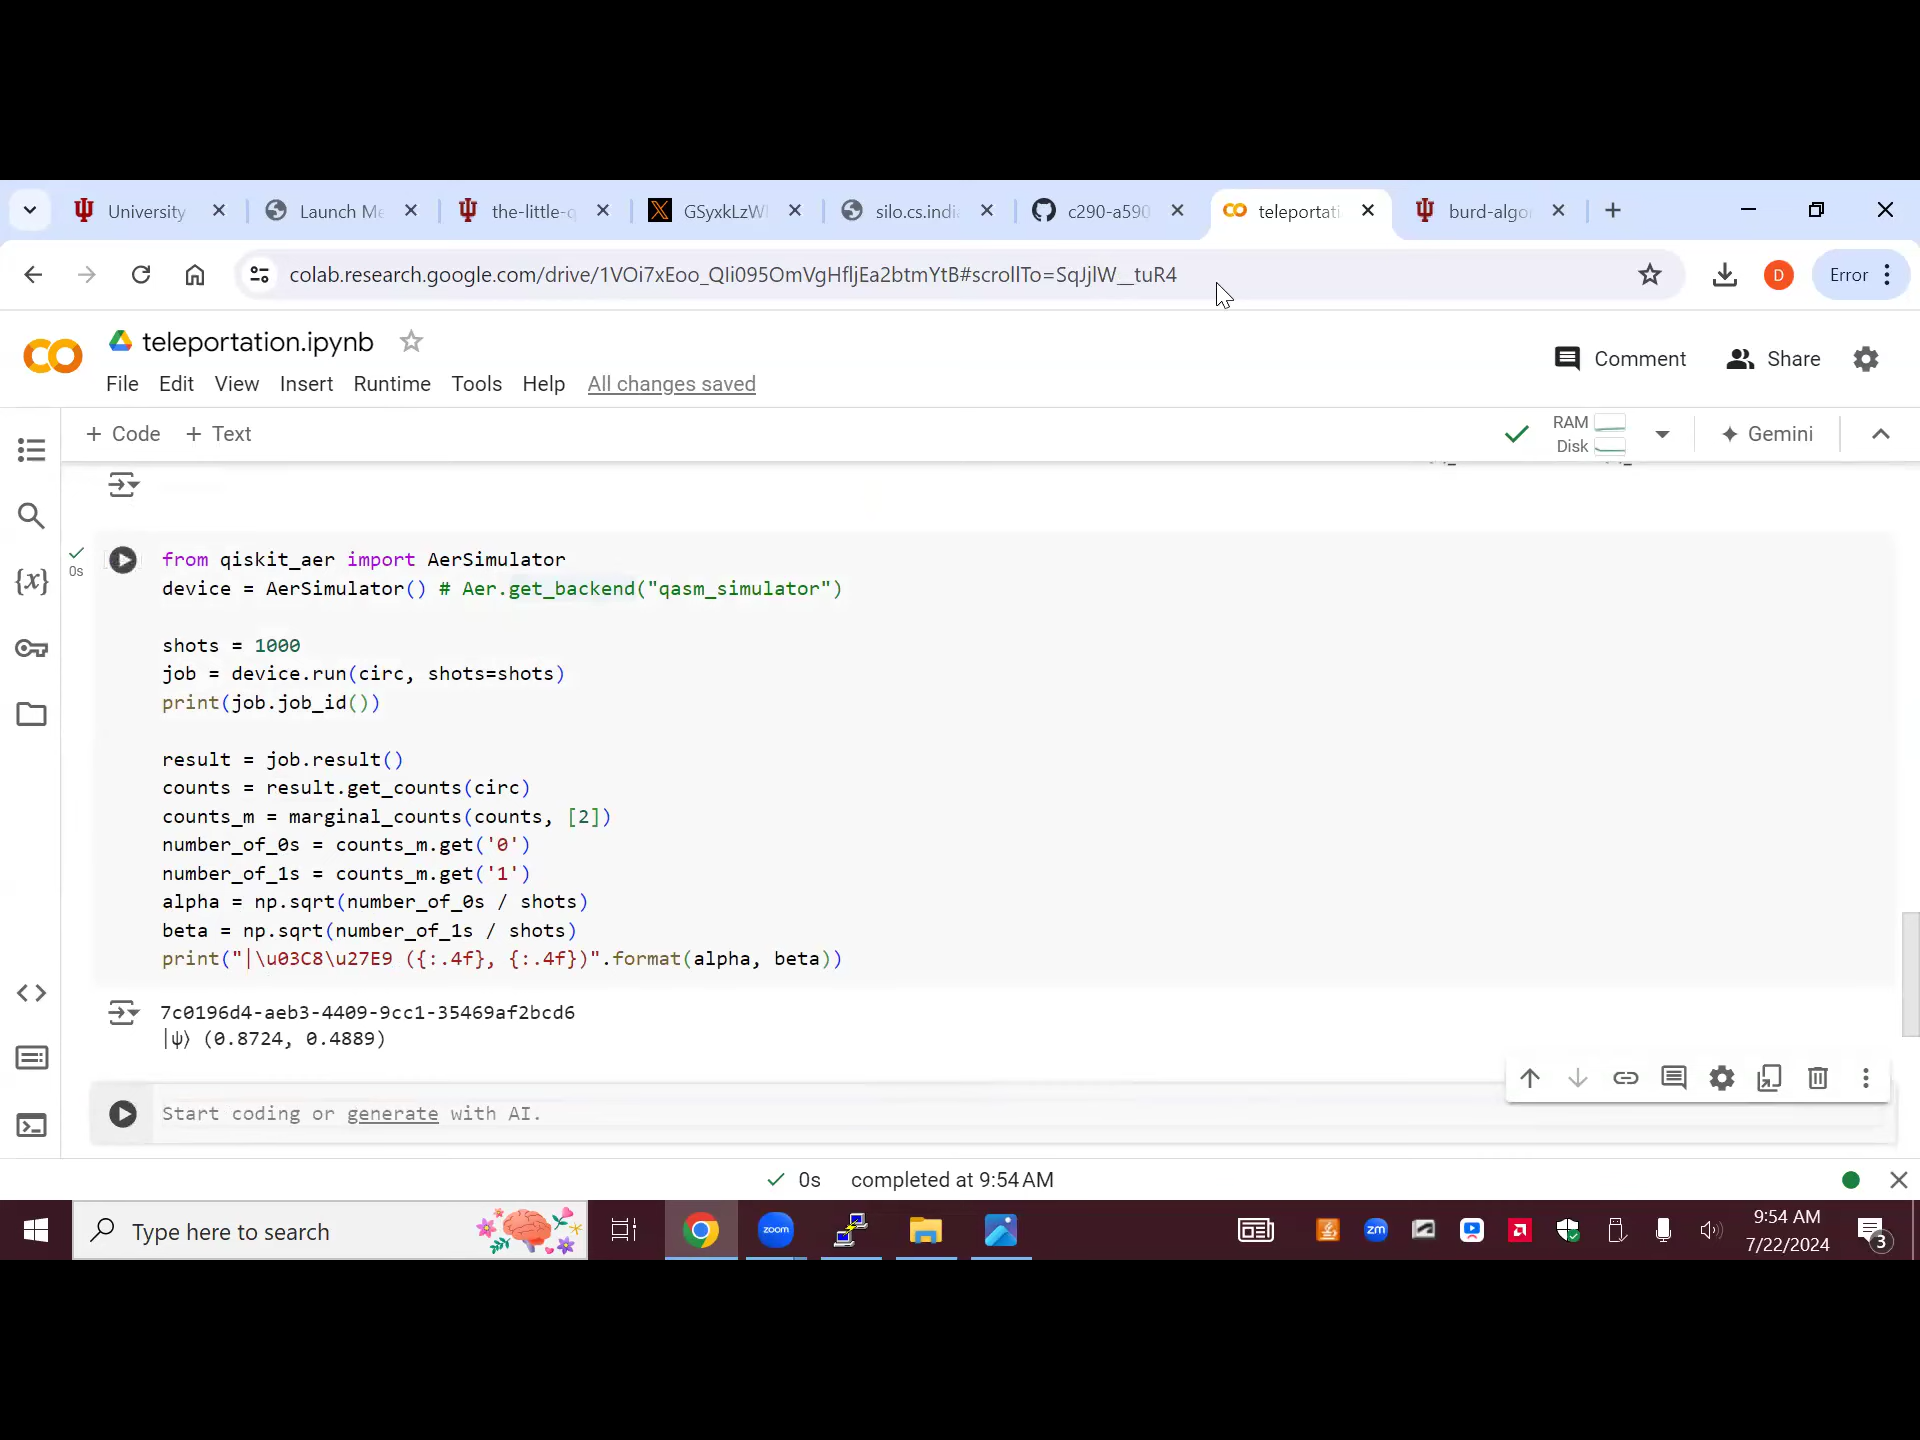 University
Launch Me
the-little-q
GSyxkLzW
silo.cs.indi
c290-a590
teleportati
burd-algo
colab.research.google.com/drive/1VOi7xEoo_Qli095OmVgHfljEa2btmYtB#scrollTo=SqJjlW__tuR4
D
Error
teleportation.ipynb
File Edit View Insert Runtime Tools Help All changes saved
Comment
Share
+ Code + Text
RAM
Disk
Gemini
0s
from qiskit_aer import AerSimulator
device = AerSimulator() # Aer.get_backend("qasm_simulator")
shots = 1000
job = device.run(circ, shots=shots)
print(job.job_id())
result = job.result()
counts = result.get_counts(circ)
counts_m = marginal_counts(counts, [2])
number_of_0s = counts_m.get('0')
number_of_1s = counts_m.get('1')
alpha = np.sqrt(number_of_0s / shots)
beta = np.sqrt(number_of_1s / shots)
print("|\u03C8\u27E9 ({:.4f}, {:.4f})".format(alpha, beta))
7c0196d4-aeb3-4409-9cc1-35469af2bcd6
|ψ⟩ (0.8724, 0.4889)
Start coding or generate with AI.
0s completed at 9:54 AM
Type here to search
zoom
zm
9:54 AM
7/22/2024
3